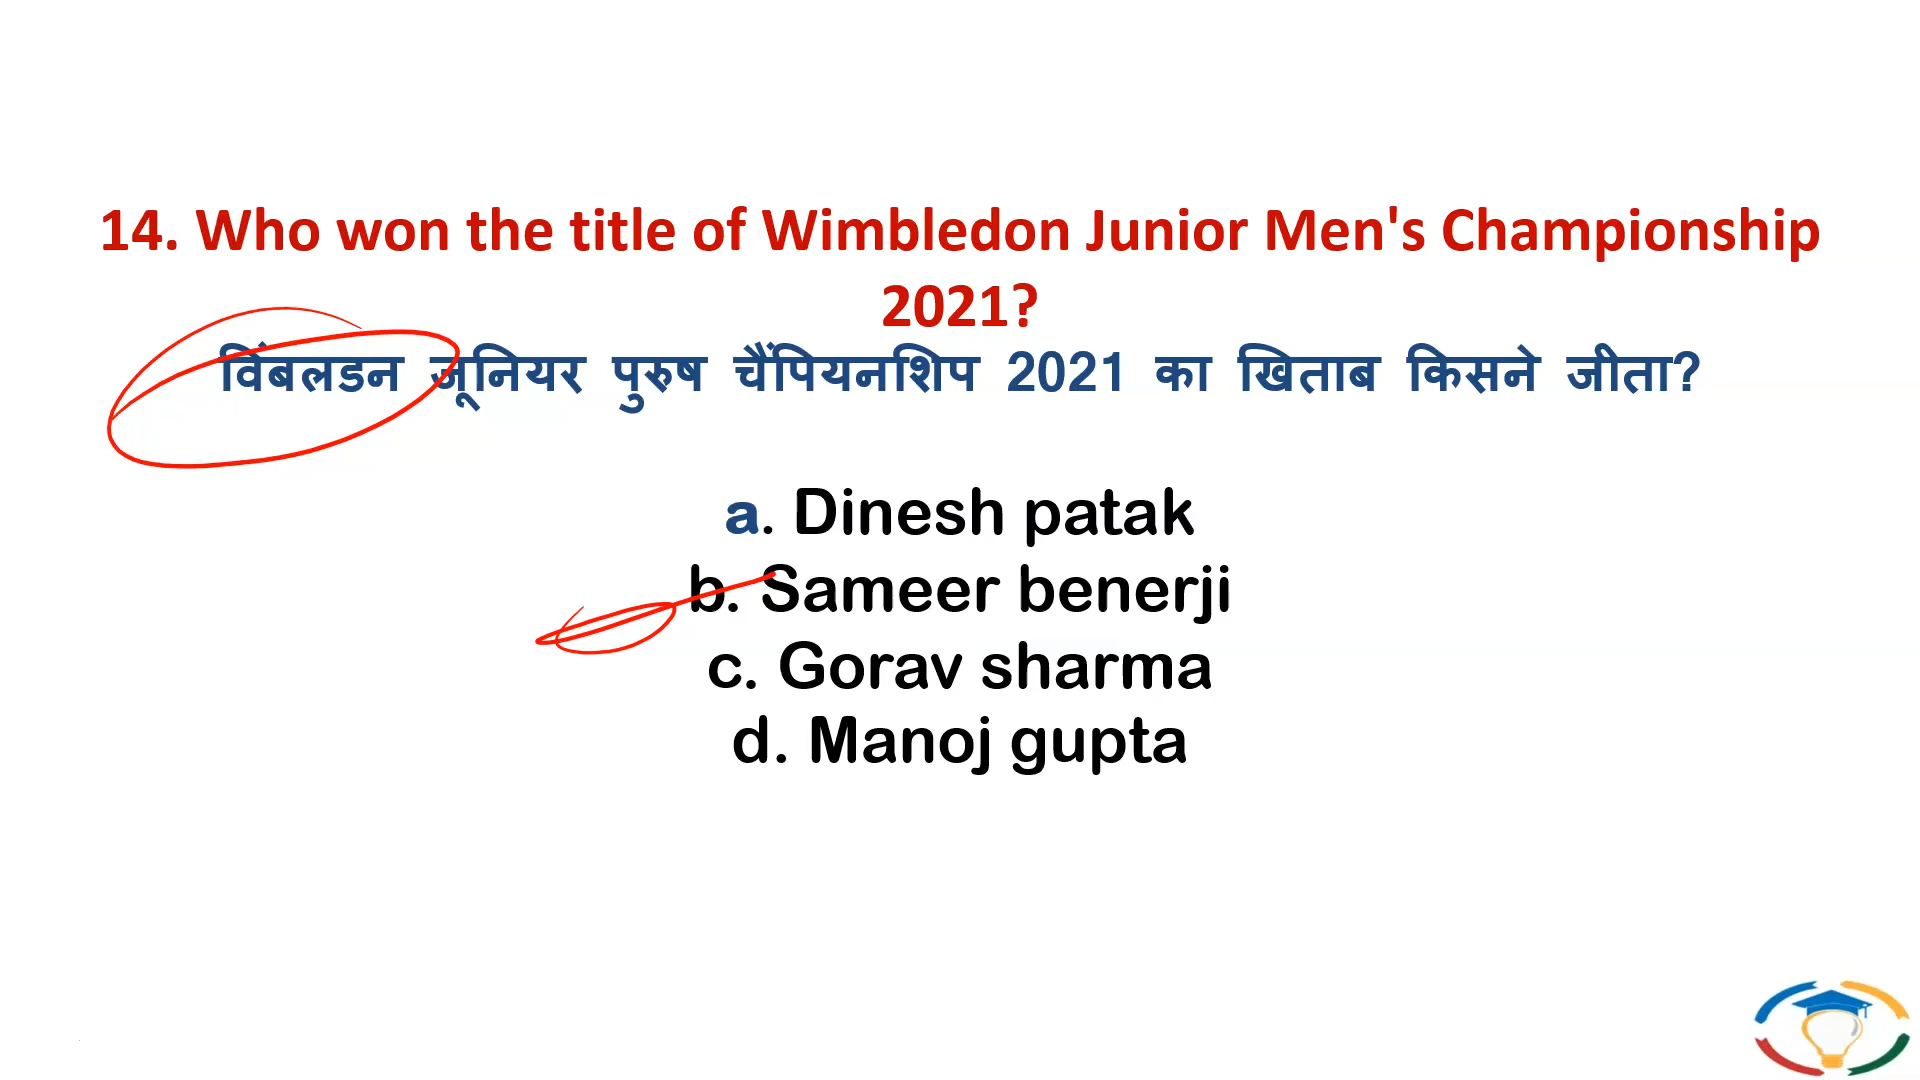 14. Who won the title of Wimbledon Junior Men's Championship
2021?
विंबलडन जूनियर पुरुष चैंपियनशिप 2021 का खिताब किसने जीता?
a. Dinesh patak
b. Sameer benerji
c. Gorav sharma
d. Manoj gupta